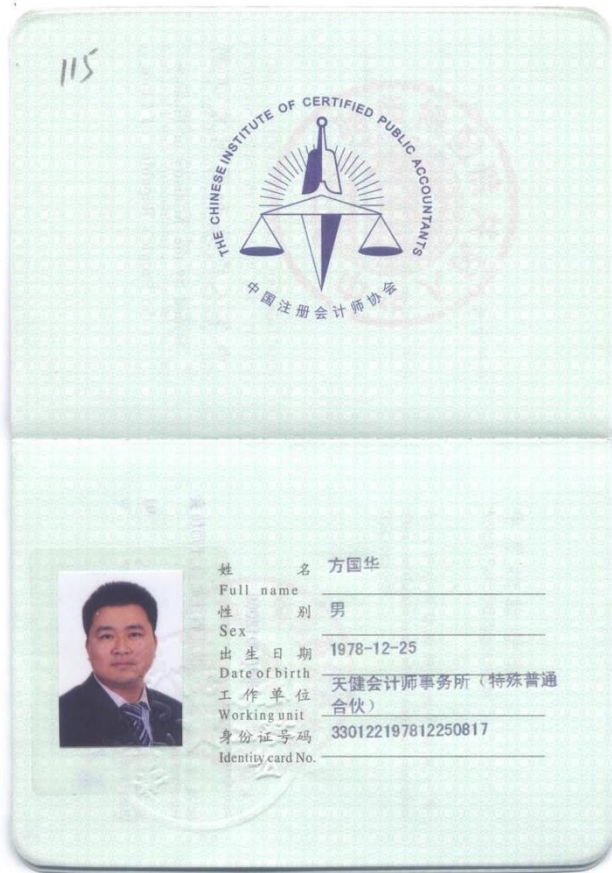 115
THE CHINESE INSTITUTE OF CERTIFIED PUBLIC ACCOUNTANTS
中国注册会计师协会
姓 名 方国华
Full name
性 别 男
Sex
出生日期 1978-12-25
Date of birth
工作单位 天健会计师事务所（特殊普通
合伙）
Working unit
身份证号码 330122197812250817
Identity card No.